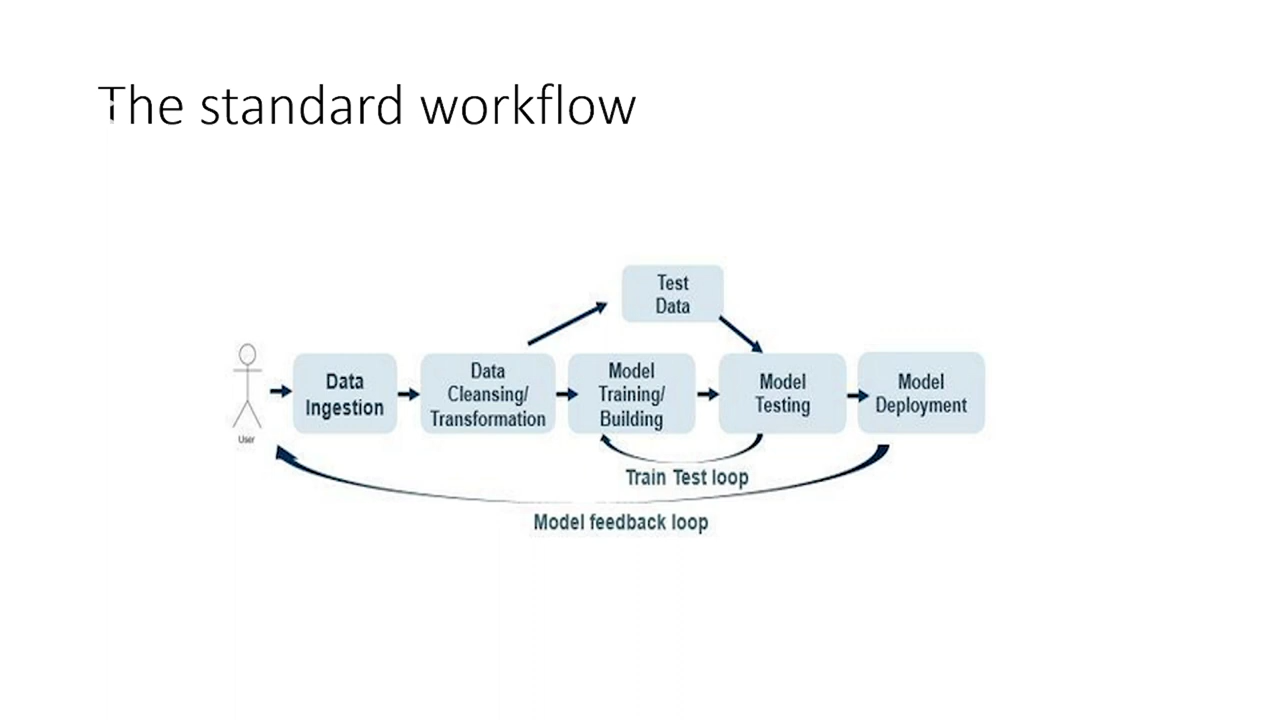 The standard workflow
Test
Data
User
Data
Ingestion
Data
Cleansing/
Transformation
Model
Training/
Building
Model
Testing
Model
Deployment
Train Test loop
Model feedback loop